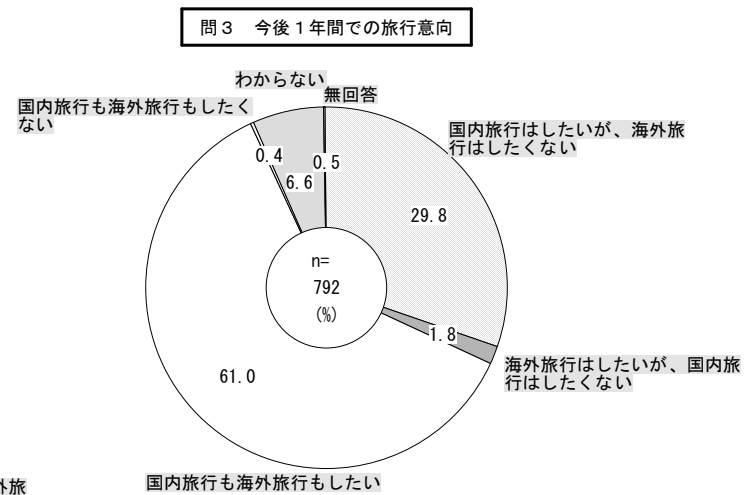 問３　今後１年間での旅行意向
わからない
無回答
国内旅行も海外旅行もしたく
ない
国内旅行はしたいが、海外旅
行はしたくない
0.4
0.5
6.6
29.8
n=
792
(%)
1.8
海外旅行はしたいが、国内旅
行はしたくない
61.0
国内旅行も海外旅行もしたい
外旅